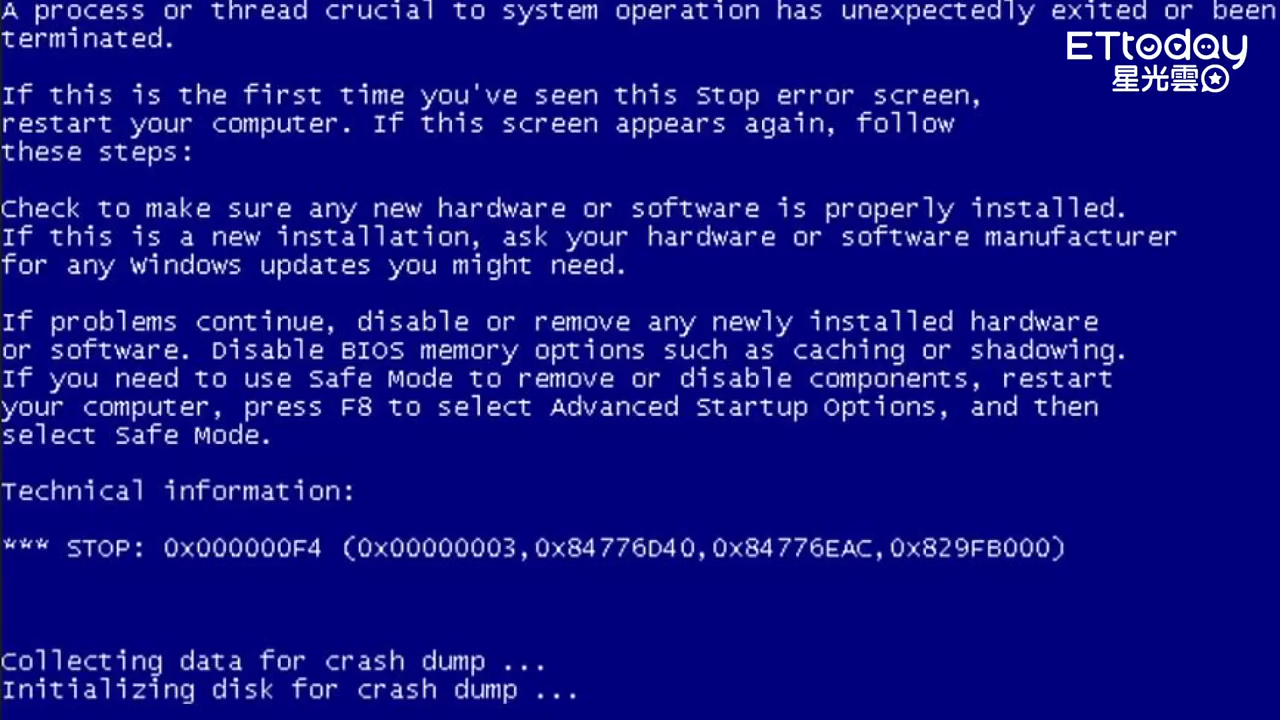 A process or thread crucial to system operation has unexpectedly exited or been
terminated.
ETtoday
星光雲
If this is the first time you've seen this Stop error screen,
restart your computer. If this screen appears again, follow
these steps:
Check to make sure any new hardware or software is properly installed.
If this is a new installation, ask your hardware or software manufacturer
for any Windows updates you might need.
If problems continue, disable or remove any newly installed hardware
or software. Disable BIOS memory options such as caching or shadowing.
If you need to use Safe Mode to remove or disable components, restart
your computer, press F8 to select Advanced Startup Options, and then
select Safe Mode.
Technical information:
*** STOP: 0x000000F4 (0x00000003,0x84776D40,0x84776EAC,0x829FB000)
Collecting data for crash dump ...
Initializing disk for crash dump ...